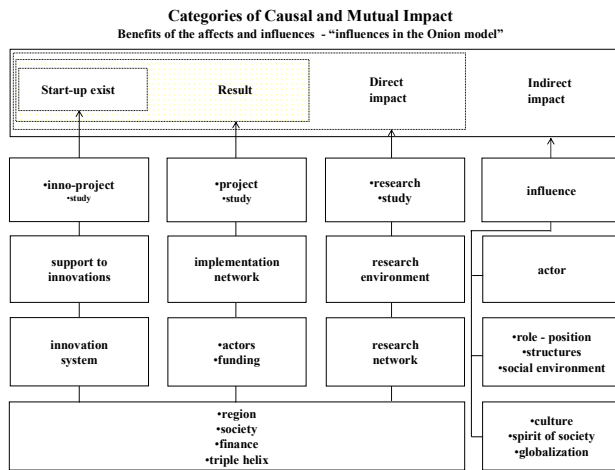 Categories of Causal and Mutual Impact
Benefits of the affects and influences - “influences in the Onion model”
Start-up exist
Result
Direct
impact
Indirect
impact
•inno-project
•study
•project
•study
•research
•study
influence
support to
innovations
implementation
network
research
environment
actor
innovation
system
•actors
•funding
research
network
•role - position
•structures
•social environment
•region
•society
•finance
•triple helix
•culture
•spirit of society
•globalization